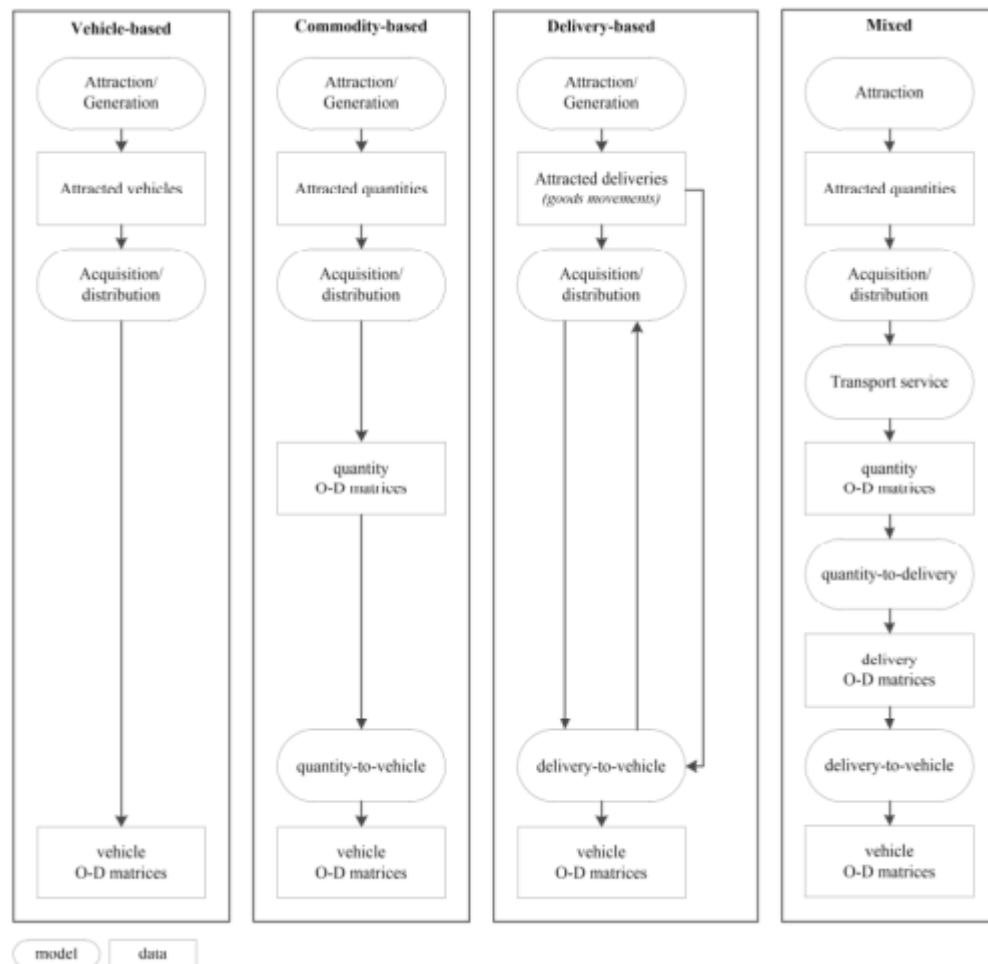 Vehicle-based
Attraction/
Generation
Attracted vehicles
Acquisition/
distribution
vehicle
O-D matrices
Commodity-based
Attraction/
Generation
Attracted quantities
Acquisition/
distribution
quantity
O-D matrices
quantity-to-vehicle
vehicle
O-D matrices
Delivery-based
Attraction/
Generation
Attracted deliveries
(goods movements)
Acquisition/
distribution
delivery-to-vehicle
vehicle
O-D matrices
Mixed
Attraction
Attracted quantities
Acquisition/
distribution
Transport service
quantity
O-D matrices
quantity-to-delivery
delivery
O-D matrices
delivery-to-vehicle
vehicle
O-D matrices
model
data